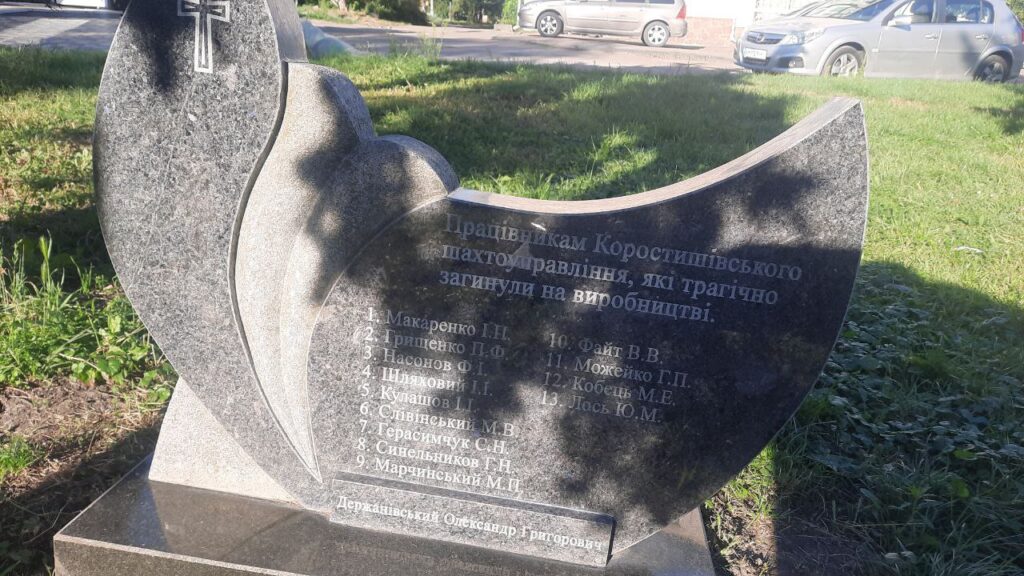 Працівникам Коростишівського
шахтоуправління, які трагічно
загинули на виробництві.
1. Макаренко Г.Н.
2. Грищенко П.Ф.
3. Насонов Ф.І.
4. Шляховий І.І.
5. Кулашов І.І.
6. Слівінський М.В.
7. Герасимчук С.Н.
8. Синельников Г.Н.
9. Марчинський М.П.
10. Файт В.В.
11. Можейко Г.П.
12. Кобець М.Е.
13. Лось Ю.М.
Держанівський Олександр Григорович